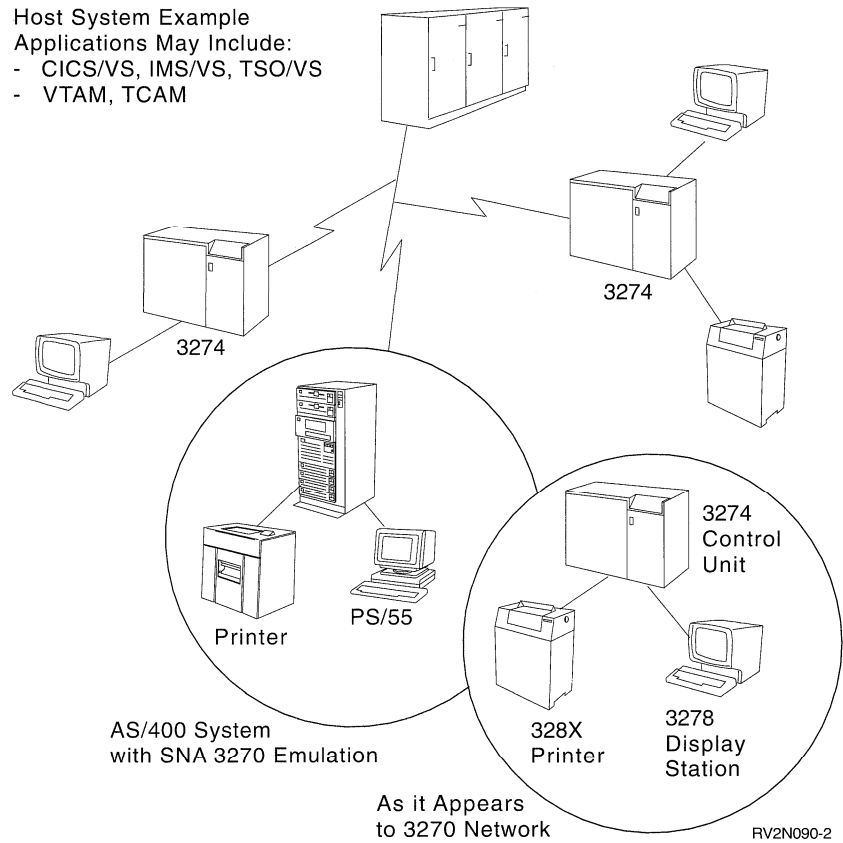 Host System Example
Applications May Include:
- CICS/VS, IMS/VS, TSO/VS
- VTAM, TCAM
3274
3274
Printer
PS/55
3274
Control
Unit
328X
Printer
3278
Display
Station
AS/400 System
with SNA 3270 Emulation
As it Appears
to 3270 Network
RV2N090-2